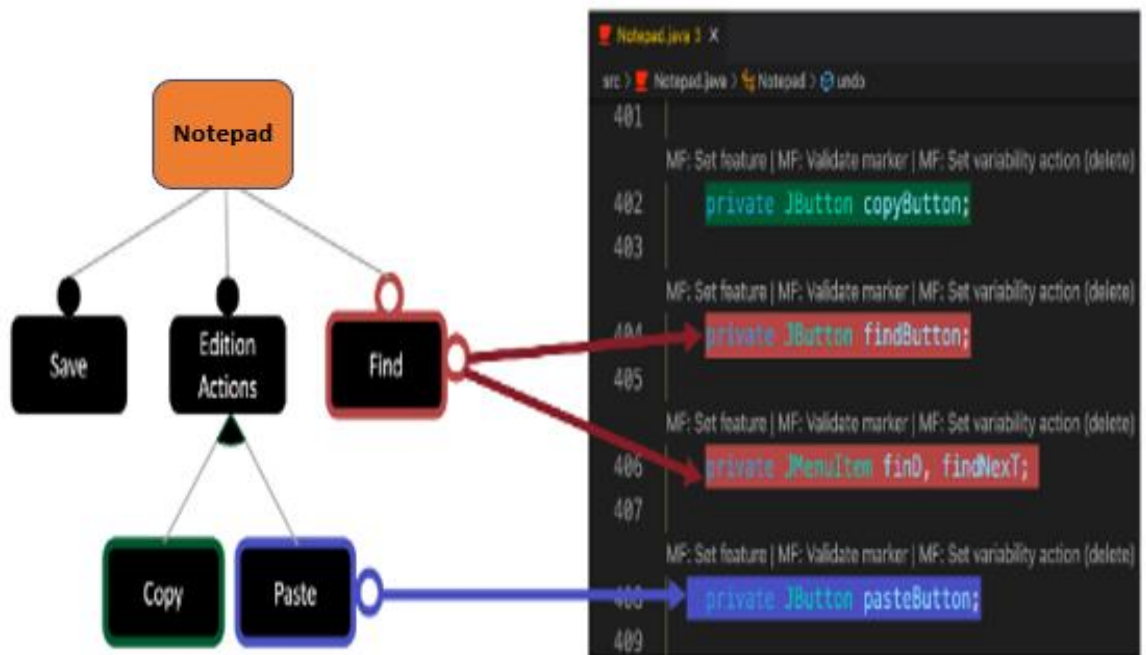 Notepad
Save
Edition
Actions
Find
Copy
Paste
Notepad.java 3 X
src > Notepad.java > Notepad > undo
401
MF: Set feature | MF: Validate marker | MF: Set variability action (delete)
402 private JButton copyButton;
403
MF: Set feature | MF: Validate marker | MF: Set variability action (delete)
404 private JButton findButton;
405
MF: Set feature | MF: Validate marker | MF: Set variability action (delete)
406 private JMenuItem finD, findNexT;
407
MF: Set feature | MF: Validate marker | MF: Set variability action (delete)
408 private JButton pasteButton;
409